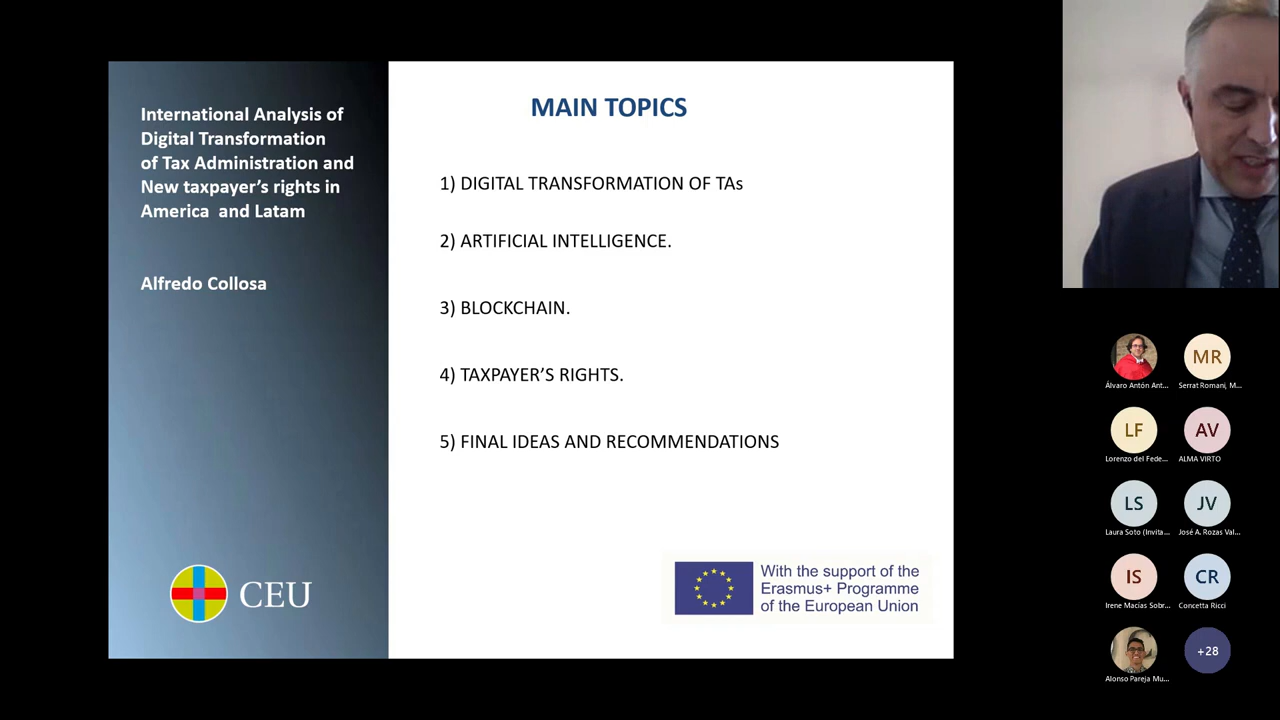 International Analysis of
Digital Transformation
of Tax Administration and
New taxpayer's rights in
America and Latam
Alfredo Collosa
CEU
MAIN TOPICS
1) DIGITAL TRANSFORMATION OF TAs
2) ARTIFICIAL INTELLIGENCE.
3) BLOCKCHAIN.
4) TAXPAYER'S RIGHTS.
5) FINAL IDEAS AND RECOMMENDATIONS
With the support of the
Erasmus+ Programme
of the European Union
MR
Álvaro Antón Ant...
Serrat Romaní, M...
LF
AV
Lorenzo del Fede...
ALMA VIRTO
LS
JV
Laura Soto (Invita...
José A. Rozas Val...
IS
CR
Irene Macías Sobr...
Concetta Ricci
+28
Alonso Pareja Mu...